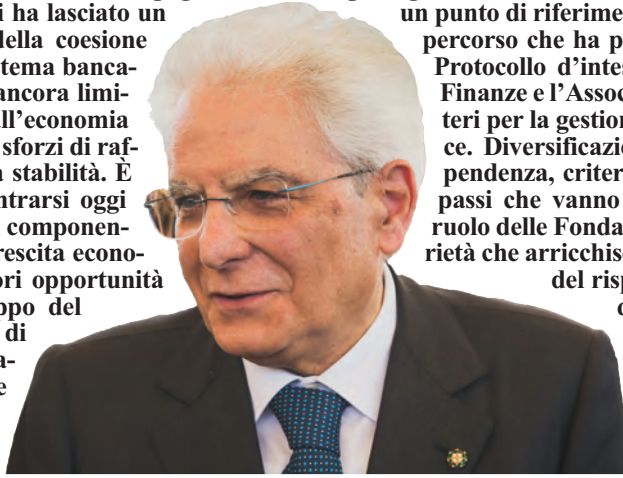 i ha lasciato un
della coesione
tema banca-
ancora limi-
ll'economia
sforzi di raf-
a stabilità. È
ntrarsi oggi
componen-
rescita econo-
ori opportunità
ppo del
di
a-
e
un punto di riferime
percorso che ha p
Protocollo d'intes
Finanze e l'Assoc
teri per la gestion
ce. Diversificazio
pendenza, criter
passi che vanno
ruolo delle Fonda
rietà che arricchisc
del risp